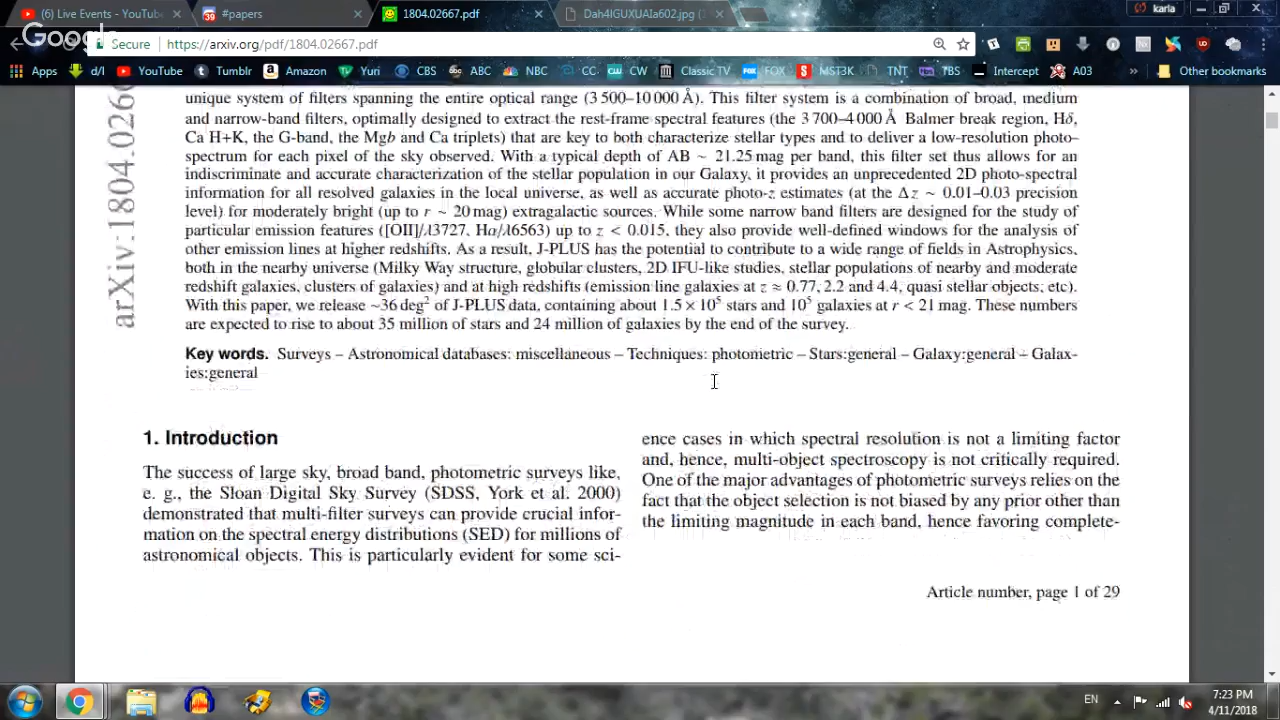 (6) Live Events - YouTube
#papers
1804.02667.pdf
Dah4IGUXUAIa602.jpg (
karla
Google
Secure
https://arxiv.org/pdf/1804.02667.pdf
Apps
d/l
YouTube
Tumblr
Amazon
Yuri
CBS
ABC
NBC
CC
CW
Classic TV
FOX
MST3K
TNT
TBS
Intercept
A03
»
Other bookmarks
arXiv:1804.0266
unique system of filters spanning the entire optical range (3 500–10 000 Å). This filter system is a combination of broad, medium
and narrow-band filters, optimally designed to extract the rest-frame spectral features (the 3 700–4 000 Å Balmer break region, Hδ,
Ca H+K, the G-band, the Mgb and Ca triplets) that are key to both characterize stellar types and to deliver a low-resolution photo-
spectrum for each pixel of the sky observed. With a typical depth of AB ~ 21.25 mag per band, this filter set thus allows for an
indiscriminate and accurate characterization of the stellar population in our Galaxy, it provides an unprecedented 2D photo-spectral
information for all resolved galaxies in the local universe, as well as accurate photo-z estimates (at the Δz ~ 0.01–0.03 precision
level) for moderately bright (up to r ~ 20 mag) extragalactic sources. While some narrow band filters are designed for the study of
particular emission features ([OII]/λ3727, Hα/λ6563) up to z < 0.015, they also provide well-defined windows for the analysis of
other emission lines at higher redshifts. As a result, J-PLUS has the potential to contribute to a wide range of fields in Astrophysics,
both in the nearby universe (Milky Way structure, globular clusters, 2D IFU-like studies, stellar populations of nearby and moderate
redshift galaxies, clusters of galaxies) and at high redshifts (emission line galaxies at z ≈ 0.77, 2.2 and 4.4, quasi stellar objects, etc).
With this paper, we release ~36 deg² of J-PLUS data, containing about 1.5 × 10⁵ stars and 10⁵ galaxies at r < 21 mag. These numbers
are expected to rise to about 35 million of stars and 24 million of galaxies by the end of the survey.
Key words. Surveys – Astronomical databases: miscellaneous – Techniques: photometric – Stars:general – Galaxy:general – Galax-
ies:general
1. Introduction
The success of large sky, broad band, photometric surveys like,
e. g., the Sloan Digital Sky Survey (SDSS, York et al. 2000)
demonstrated that multi-filter surveys can provide crucial infor-
mation on the spectral energy distributions (SED) for millions of
astronomical objects. This is particularly evident for some sci-
ence cases in which spectral resolution is not a limiting factor
and, hence, multi-object spectroscopy is not critically required.
One of the major advantages of photometric surveys relies on the
fact that the object selection is not biased by any prior other than
the limiting magnitude in each band, hence favoring complete-
Article number, page 1 of 29
EN
7:23 PM
4/11/2018